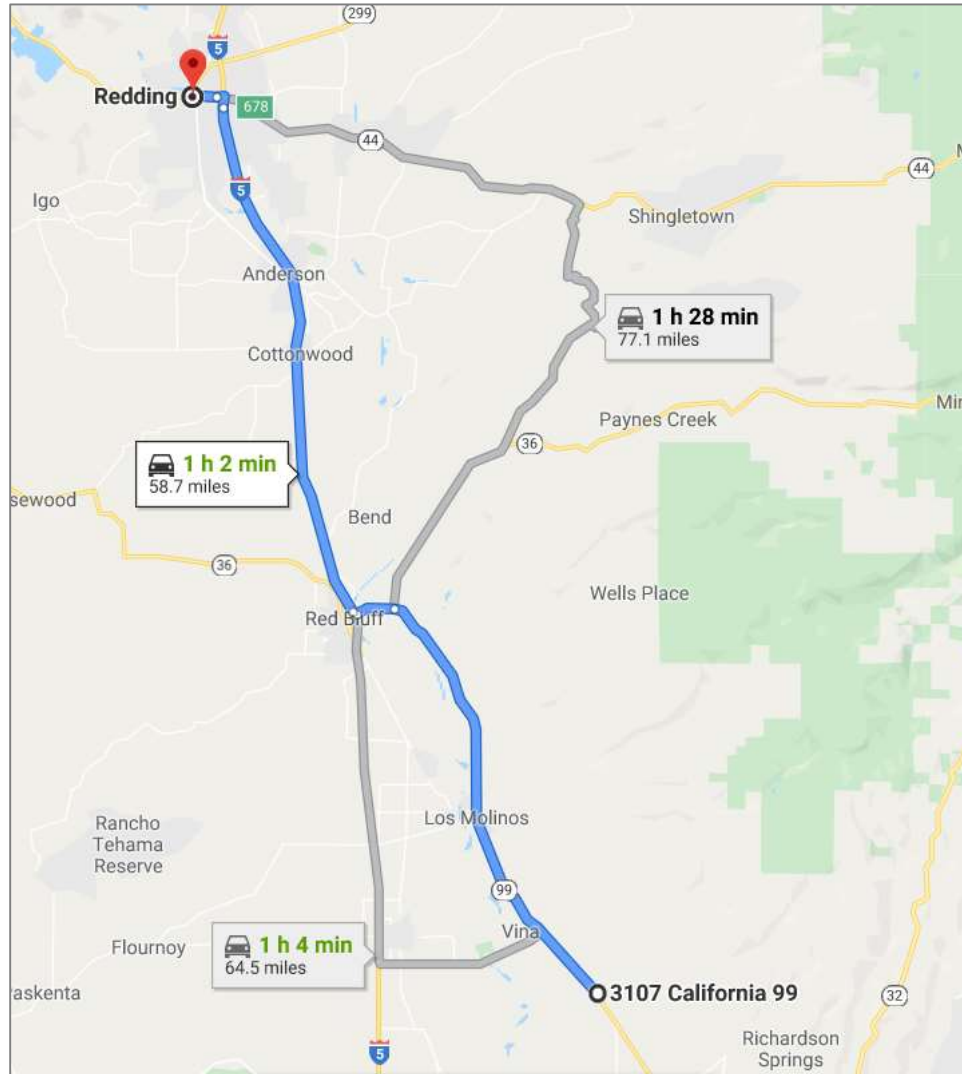 299
5
Redding
678
44
5
44
Igo
Shingletown
Anderson
1 h 28 min
77.1 miles
Cottonwood
Paynes Creek
36
1 h 2 min
58.7 miles
sewood
Bend
36
Wells Place
Red Bluff
Los Molinos
Rancho
Tehama
Reserve
99
Vina
1 h 4 min
64.5 miles
Flournoy
askenta
3107 California 99
32
Richardson
Springs
5